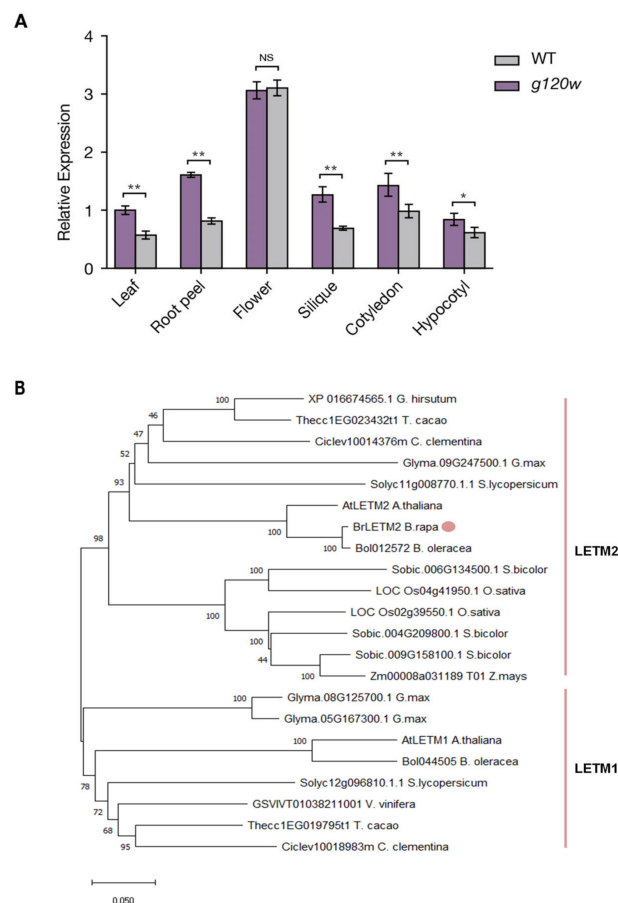 A
Relative Expression
4
3
2
1
0
**
**
NS
**
**
*
WT
g120w
Leaf
Root peel
Flower
Silique
Cotyledon
Hypocotyl
B
100 XP 016674565.1 G. hirsutum
46 Thecc1EG023432t1 T. cacao
47 Ciclev10014376m C. clementina
52 Glyma.09G247500.1 G.max
93 Solyc11g008770.1.1 S.lycopersicum
AtLETM2 A.thaliana
100 BrLETM2 B.rapa
98 100 Bol012572 B. oleracea
LETM2
100 Sobic.006G134500.1 S.bicolor
LOC Os04g41950.1 O.sativa
100 LOC Os02g39550.1 O.sativa
100 Sobic.004G209800.1 S.bicolor
44 Sobic.009G158100.1 S.bicolor
100 Zm00008a031189 T01 Z.mays
100 Glyma.08G125700.1 G.max
Glyma.05G167300.1 G.max
100 AtLETM1 A.thaliana
Bol044505 B. oleracea
LETM1
78 Solyc12g096810.1.1 S.lycopersicum
72 GSVIVT01038211001 V. vinifera
68 Thecc1EG019795t1 T. cacao
95 Ciclev10018983m C. clementina
0.050